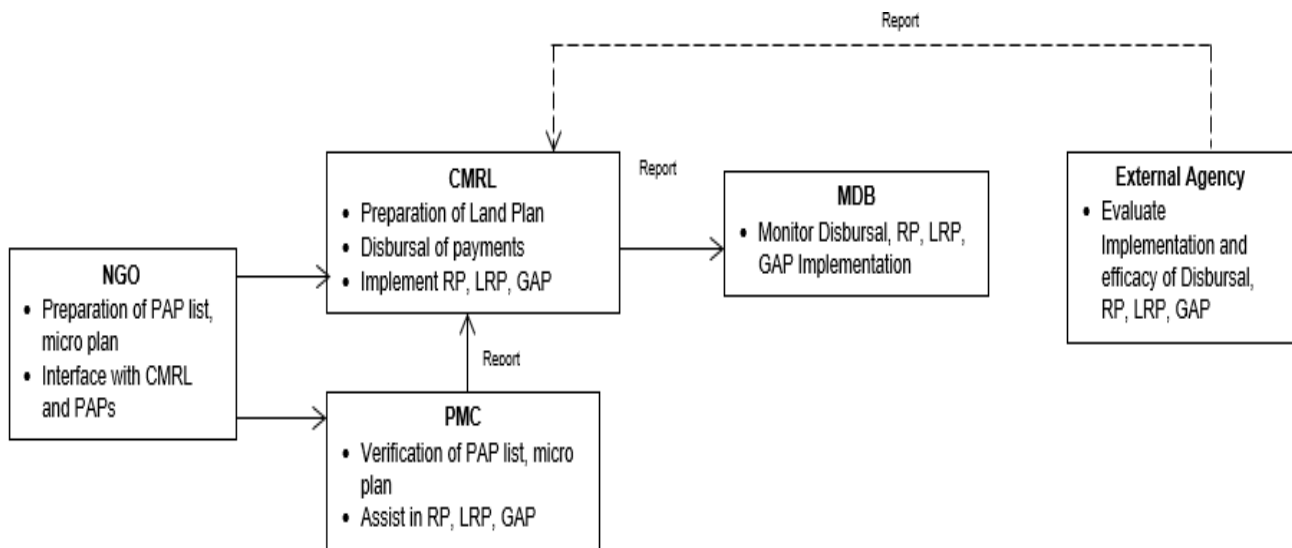 Report
CMRL
• Preparation of Land Plan
• Disbursal of payments
• Implement RP, LRP, GAP
Report
MDB
• Monitor Disbursal, RP, LRP,
GAP Implementation
External Agency
• Evaluate
Implementation and
efficacy of Disbursal,
RP, LRP, GAP
NGO
• Preparation of PAP list,
micro plan
• Interface with CMRL
and PAPs
Report
PMC
• Verification of PAP list, micro
plan
• Assist in RP, LRP, GAP